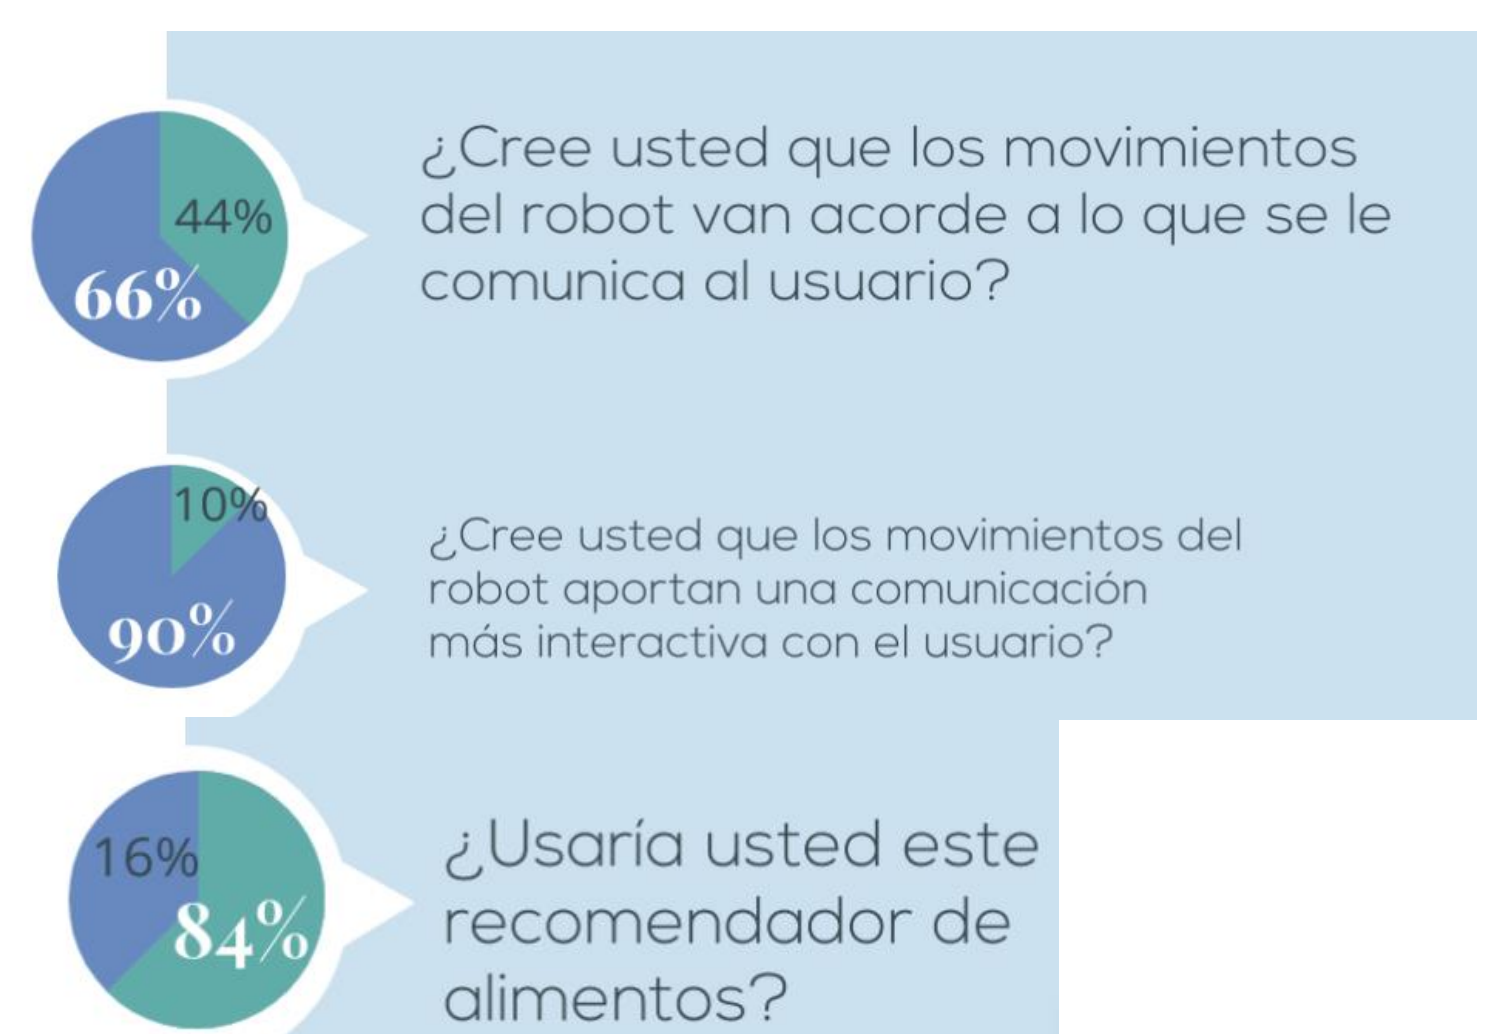 44%
66%
¿Cree usted que los movimientos
del robot van acorde a lo que se le
comunica al usuario?
10%
90%
¿Cree usted que los movimientos del
robot aportan una comunicación
más interactiva con el usuario?
16%
84%
¿Usaría usted este
recomendador de
alimentos?